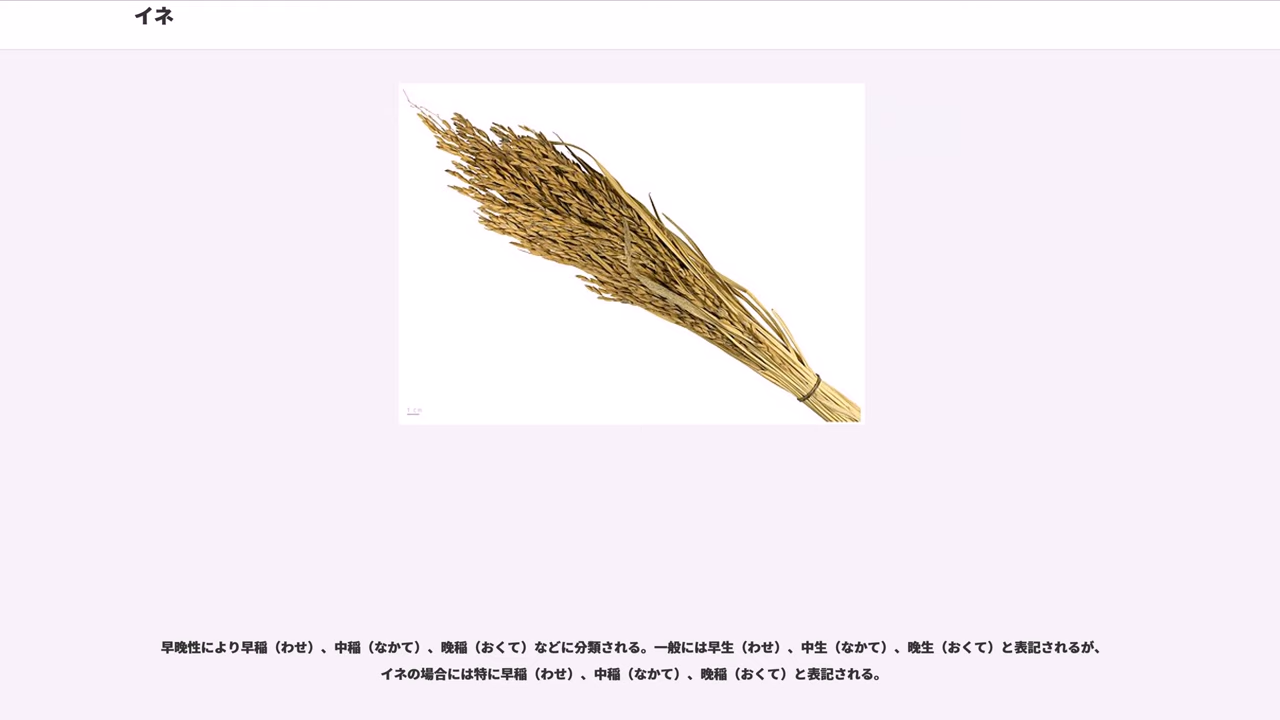 イネ
早晩性により早稲（わせ）、中稲（なかて）、晩稲（おくて）などに分類される。一般には早生（わせ）、中生（なかて）、晩生（おくて）と表記されるが、
イネの場合には特に早稲（わせ）、中稲（なかて）、晩稲（おくて）と表記される。